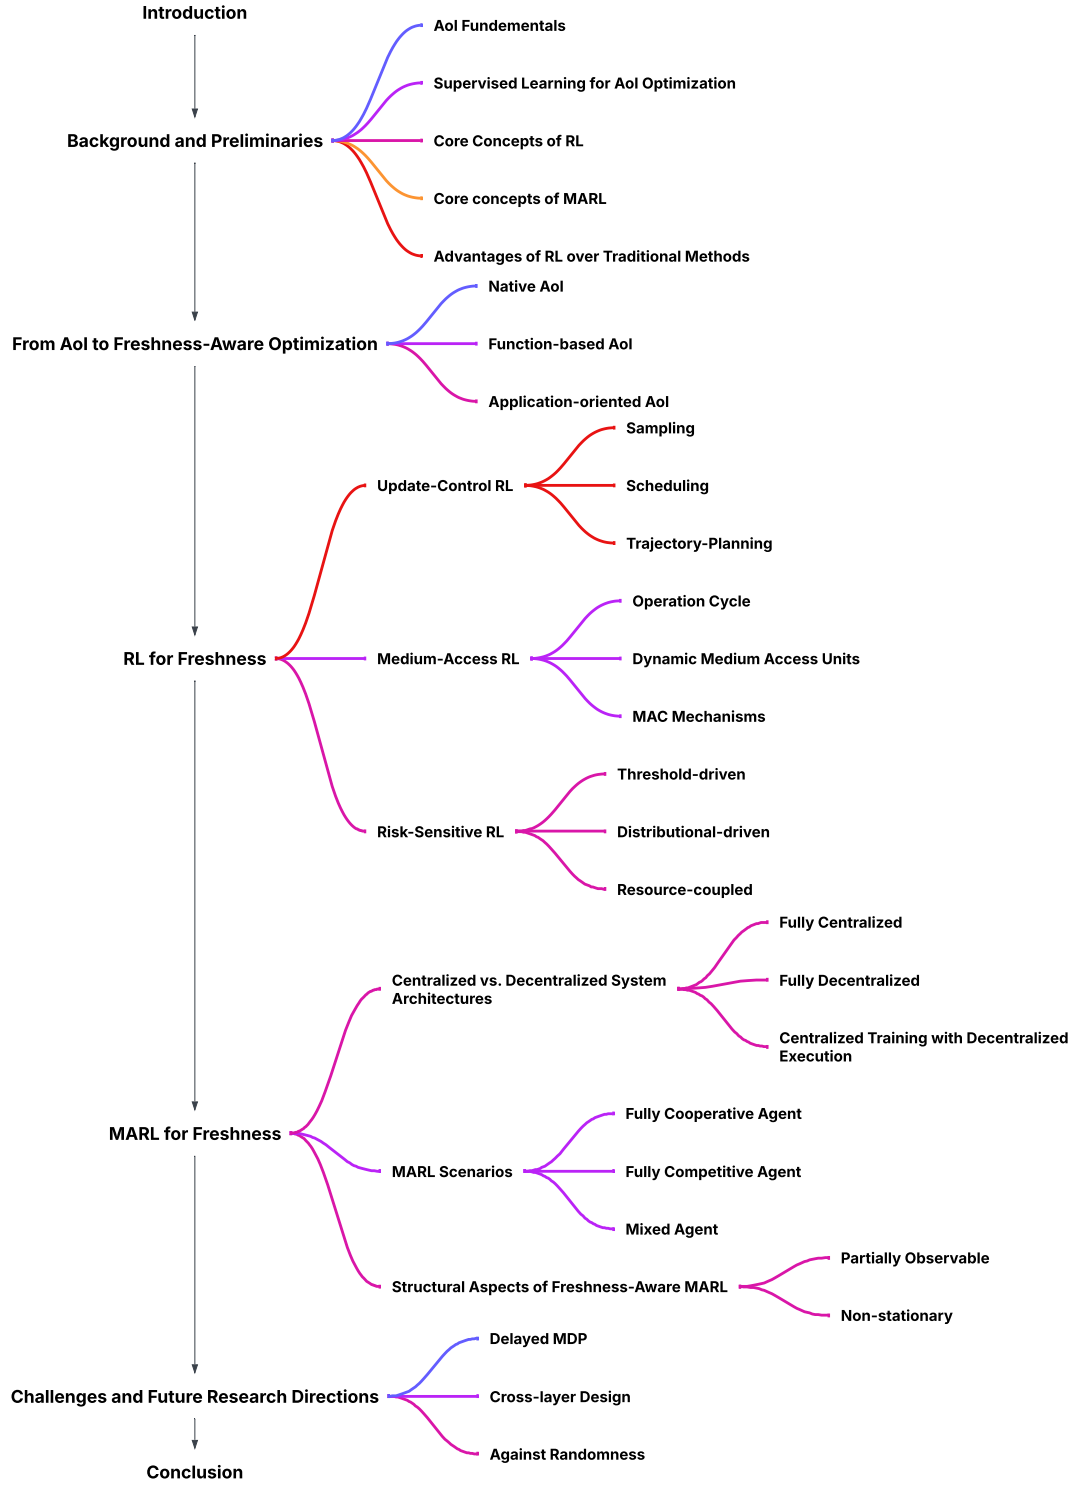 Introduction
AoI Fundementals
Supervised Learning for AoI Optimization
Background and Preliminaries
Core Concepts of RL
Core concepts of MARL
Advantages of RL over Traditional Methods
Native AoI
From AoI to Freshness-Aware Optimization
Function-based AoI
Application-oriented AoI
Sampling
Update-Control RL
Scheduling
Trajectory-Planning
Operation Cycle
RL for Freshness
Medium-Access RL
Dynamic Medium Access Units
MAC Mechanisms
Threshold-driven
Risk-Sensitive RL
Distributional-driven
Resource-coupled
Fully Centralized
Centralized vs. Decentralized System
Architectures
Fully Decentralized
Centralized Training with Decentralized
Execution
Fully Cooperative Agent
MARL for Freshness
MARL Scenarios
Fully Competitive Agent
Mixed Agent
Partially Observable
Structural Aspects of Freshness-Aware MARL
Non-stationary
Delayed MDP
Challenges and Future Research Directions
Cross-layer Design
Against Randomness
Conclusion